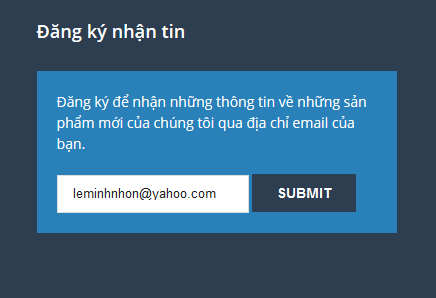 Đăng ký nhận tin
Đăng ký để nhận những thông tin về những sản
phẩm mới của chúng tôi qua địa chỉ email của
bạn.
leminhnhon@yahoo.com SUBMIT